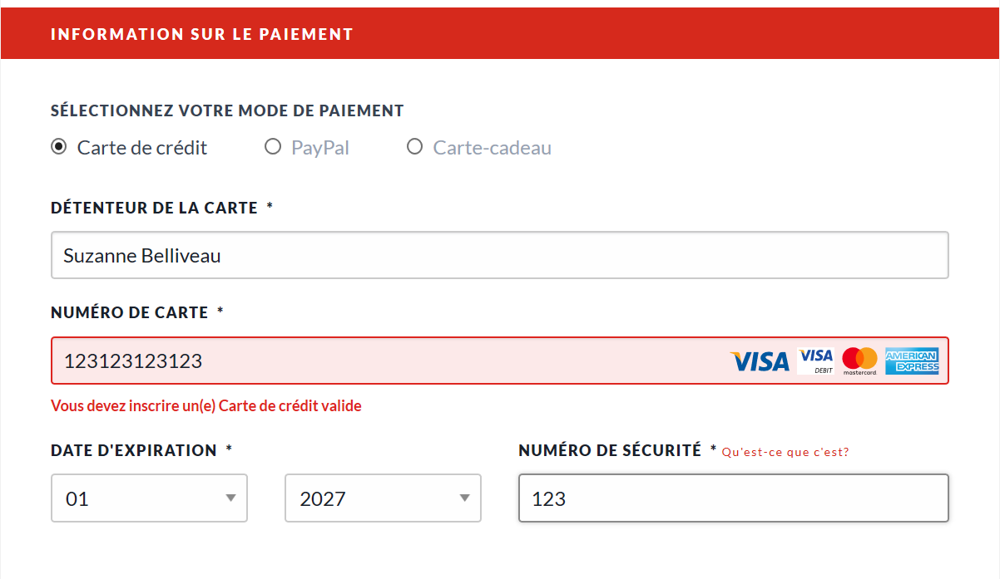 INFORMATION SUR LE PAIEMENT
SÉLECTIONNEZ VOTRE MODE DE PAIEMENT
Carte de crédit PayPal Carte-cadeau
DÉTENTEUR DE LA CARTE *
Suzanne Belliveau
NUMÉRO DE CARTE *
123123123123 VISA VISA DEBIT mastercard. AMERICAN EXPRESS
Vous devez inscrire un(e) Carte de crédit valide
DATE D'EXPIRATION * NUMÉRO DE SÉCURITÉ * Qu'est-ce que c'est?
01 2027 123